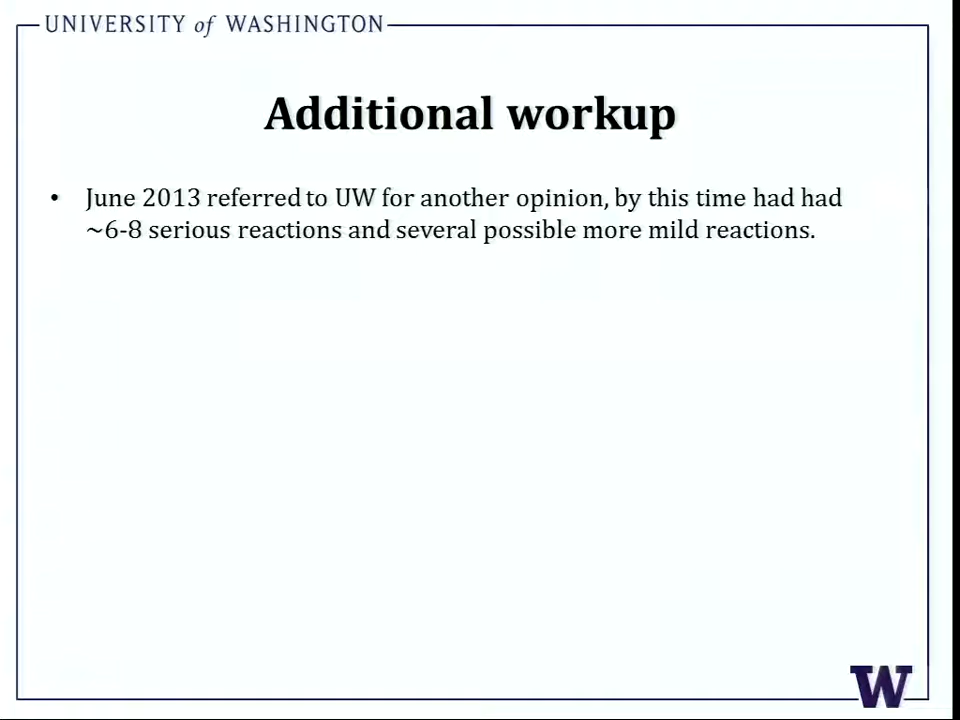 UNIVERSITY of WASHINGTON
Additional workup
• June 2013 referred to UW for another opinion, by this time had had
~6-8 serious reactions and several possible more mild reactions.
W